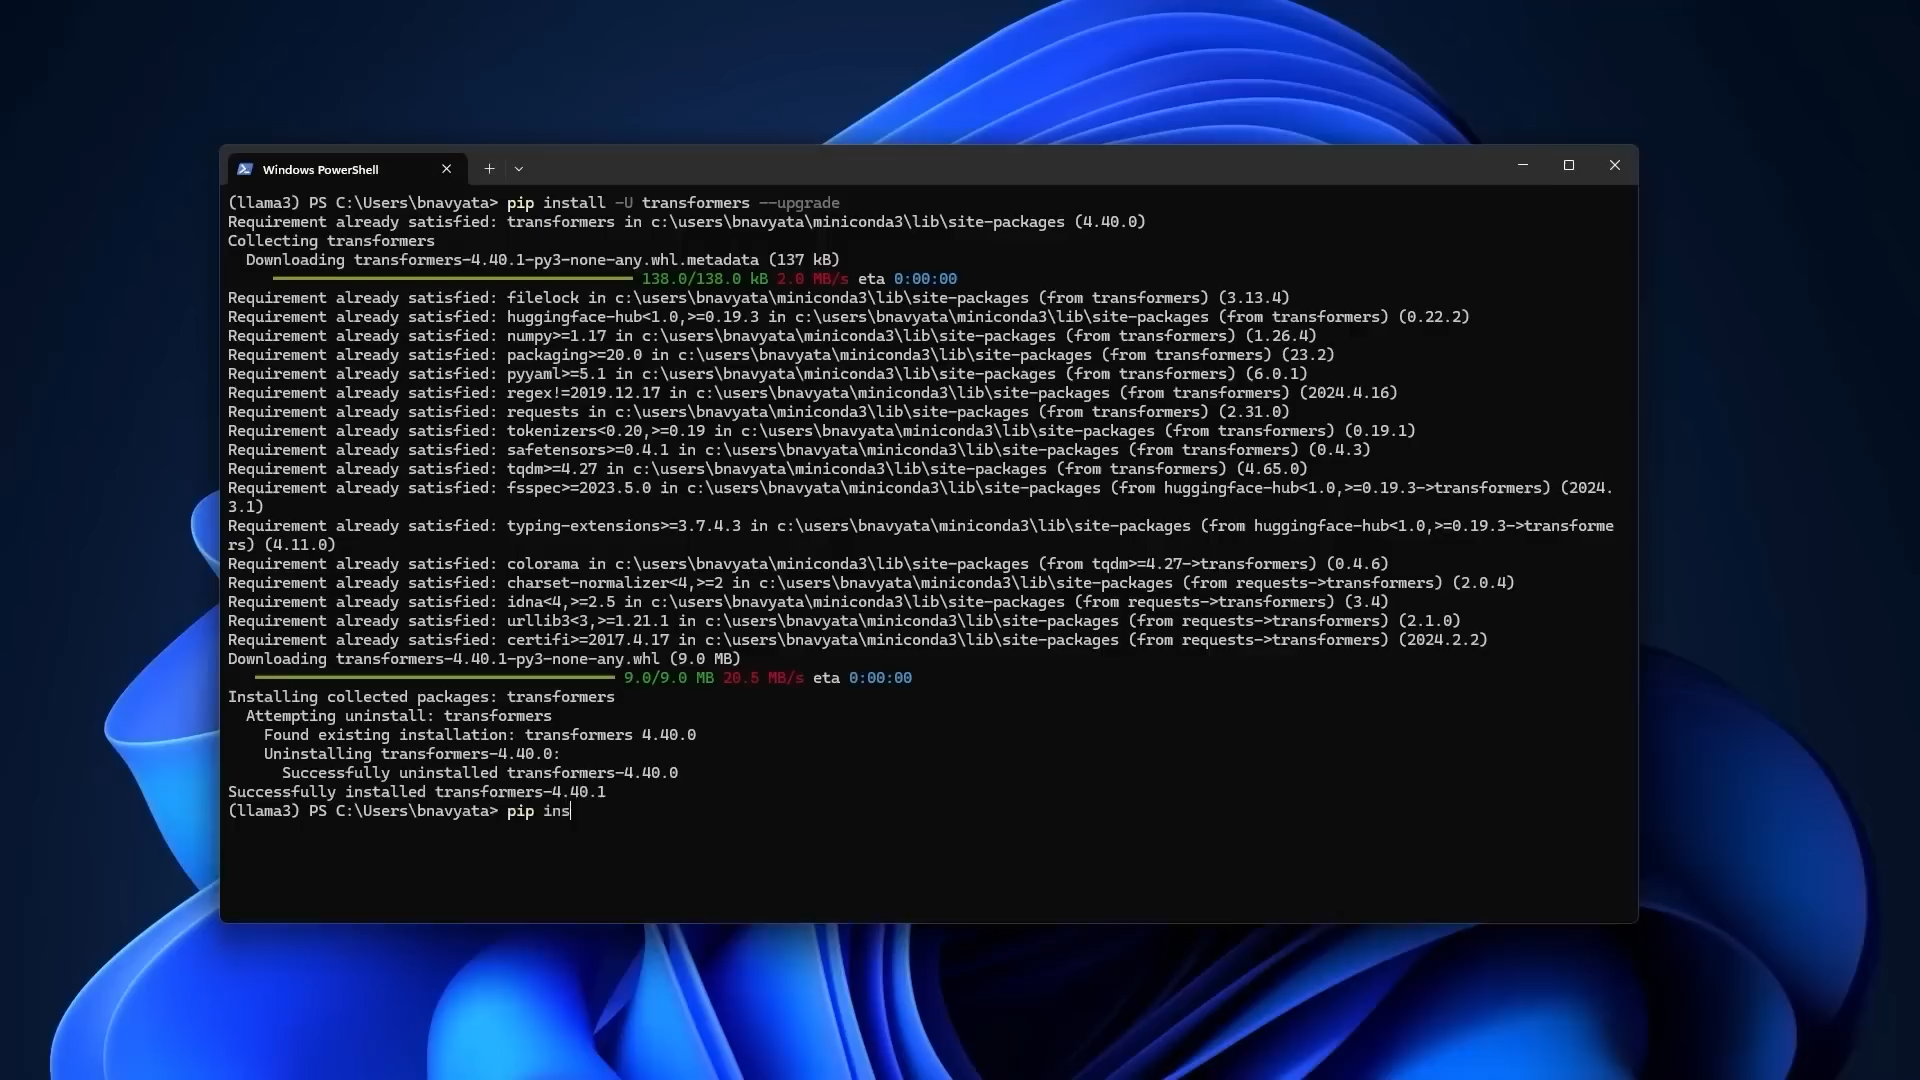 Windows PowerShell
(llama3) PS C:\Users\bnavyata> pip install -U transformers --upgrade
Requirement already satisfied: transformers in c:\users\bnavyata\miniconda3\lib\site-packages (4.40.0)
Collecting transformers
  Downloading transformers-4.40.1-py3-none-any.whl.metadata (137 kB)
138.0/138.0 kB 2.0 MB/s eta 0:00:00
Requirement already satisfied: filelock in c:\users\bnavyata\miniconda3\lib\site-packages (from transformers) (3.13.4)
Requirement already satisfied: huggingface-hub<1.0,>=0.19.3 in c:\users\bnavyata\miniconda3\lib\site-packages (from transformers) (0.22.2)
Requirement already satisfied: numpy>=1.17 in c:\users\bnavyata\miniconda3\lib\site-packages (from transformers) (1.26.4)
Requirement already satisfied: packaging>=20.0 in c:\users\bnavyata\miniconda3\lib\site-packages (from transformers) (23.2)
Requirement already satisfied: pyyaml>=5.1 in c:\users\bnavyata\miniconda3\lib\site-packages (from transformers) (6.0.1)
Requirement already satisfied: regex!=2019.12.17 in c:\users\bnavyata\miniconda3\lib\site-packages (from transformers) (2024.4.16)
Requirement already satisfied: requests in c:\users\bnavyata\miniconda3\lib\site-packages (from transformers) (2.31.0)
Requirement already satisfied: tokenizers<0.20,>=0.19 in c:\users\bnavyata\miniconda3\lib\site-packages (from transformers) (0.19.1)
Requirement already satisfied: safetensors>=0.4.1 in c:\users\bnavyata\miniconda3\lib\site-packages (from transformers) (0.4.3)
Requirement already satisfied: tqdm>=4.27 in c:\users\bnavyata\miniconda3\lib\site-packages (from transformers) (4.65.0)
Requirement already satisfied: fsspec>=2023.5.0 in c:\users\bnavyata\miniconda3\lib\site-packages (from huggingface-hub<1.0,>=0.19.3->transformers) (2024.
3.1)
Requirement already satisfied: typing-extensions>=3.7.4.3 in c:\users\bnavyata\miniconda3\lib\site-packages (from huggingface-hub<1.0,>=0.19.3->transforme
rs) (4.11.0)
Requirement already satisfied: colorama in c:\users\bnavyata\miniconda3\lib\site-packages (from tqdm>=4.27->transformers) (0.4.6)
Requirement already satisfied: charset-normalizer<4,>=2 in c:\users\bnavyata\miniconda3\lib\site-packages (from requests->transformers) (2.0.4)
Requirement already satisfied: idna<4,>=2.5 in c:\users\bnavyata\miniconda3\lib\site-packages (from requests->transformers) (3.4)
Requirement already satisfied: urllib3<3,>=1.21.1 in c:\users\bnavyata\miniconda3\lib\site-packages (from requests->transformers) (2.1.0)
Requirement already satisfied: certifi>=2017.4.17 in c:\users\bnavyata\miniconda3\lib\site-packages (from requests->transformers) (2024.2.2)
Downloading transformers-4.40.1-py3-none-any.whl (9.0 MB)
9.0/9.0 MB 20.5 MB/s eta 0:00:00
Installing collected packages: transformers
  Attempting uninstall: transformers
    Found existing installation: transformers 4.40.0
    Uninstalling transformers-4.40.0:
      Successfully uninstalled transformers-4.40.0
Successfully installed transformers-4.40.1
(llama3) PS C:\Users\bnavyata> pip ins